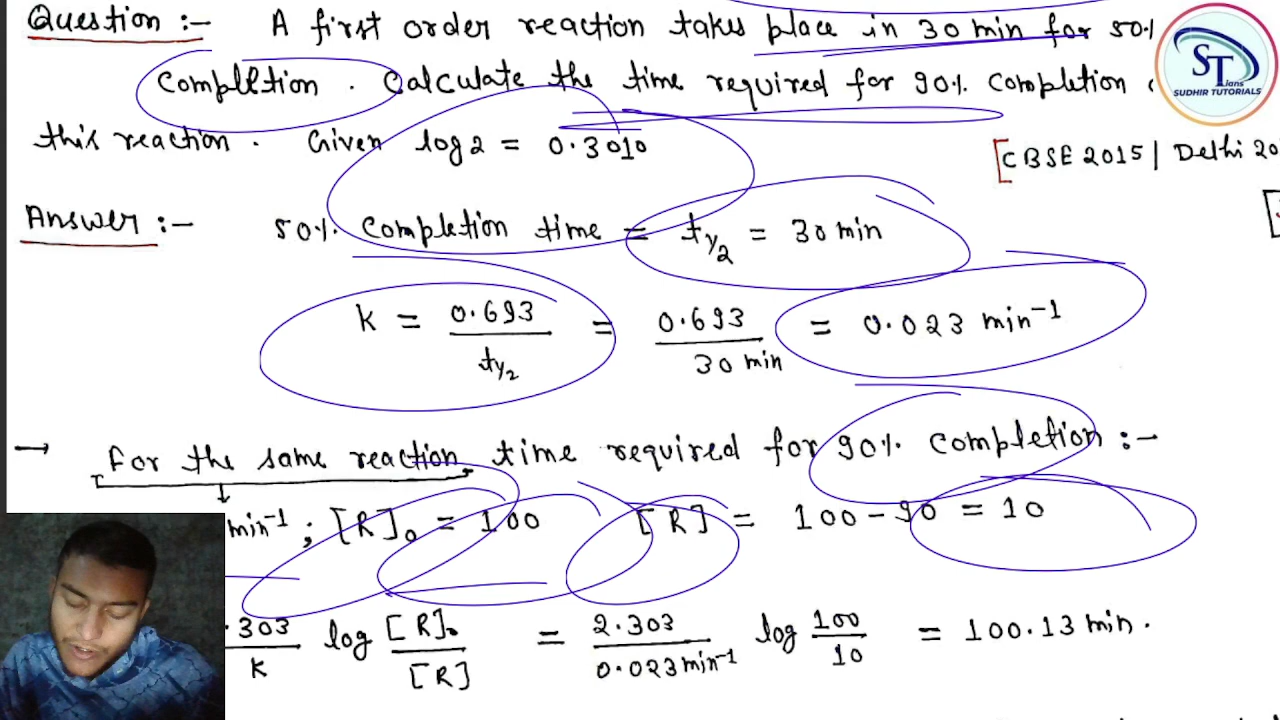 Question :- A first order reaction takes place in 30 min for 50%
Completion . Calculate the time required for 90% completion
this reaction . Given log 2 = 0.3010
[CBSE 2015 | Delhi 20
Answer :- 50% Completion time = t1/2 = 30 min
K = 0.693 / t1/2 = 0.693 / 30 min = 0.023 min⁻¹
→ For the same reaction, time required for 90% completion :-
min⁻¹ ; [R]₀ = 100 [R] = 100 - 90 = 10
.303 / K log [R]₀ / [R] = 2.303 / 0.023 min⁻¹ log 100 / 10 = 100.13 min .
ST
ians
SUDHIR TUTORIALS